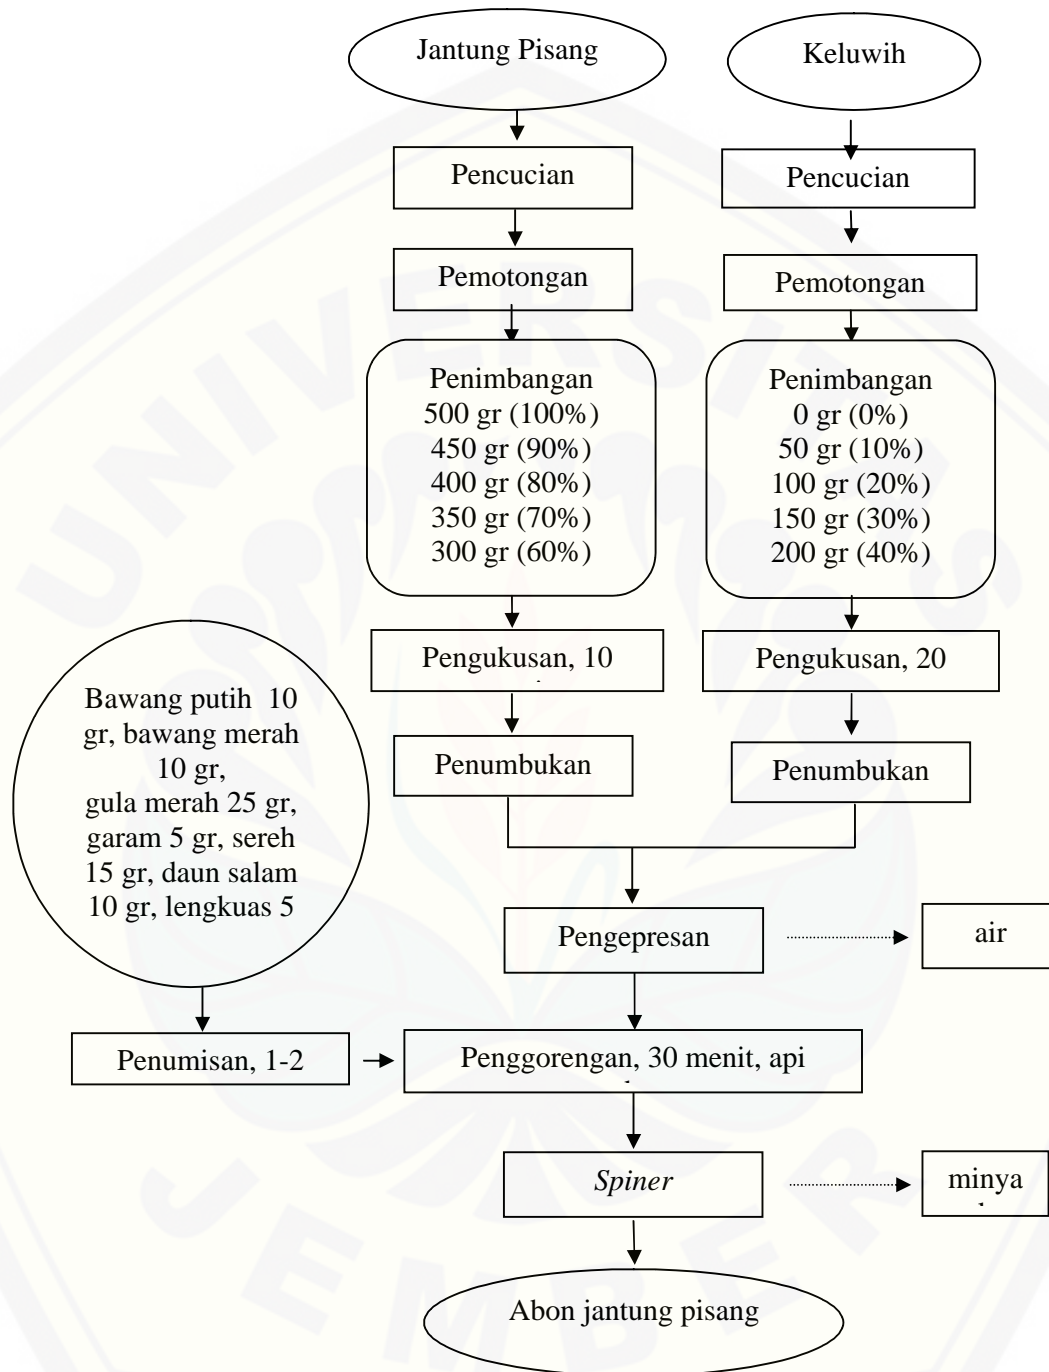 Jantung Pisang
Keluwih
Pencucian
Pencucian
Pemotongan
Pemotongan
Penimbangan
500 gr (100%)
450 gr (90%)
400 gr (80%)
350 gr (70%)
300 gr (60%)
Penimbangan
0 gr (0%)
50 gr (10%)
100 gr (20%)
150 gr (30%)
200 gr (40%)
Pengukusan, 10
Pengukusan, 20
Bawang putih 10
gr, bawang merah
10 gr,
gula merah 25 gr,
garam 5 gr, sereh
15 gr, daun salam
10 gr, lengkuas 5
Penumbukan
Penumbukan
Pengepresan
air
Penumisan, 1-2
Penggorengan, 30 menit, api
Spiner
minya
Abon jantung pisang
UNIVERSITAS
JEMBER